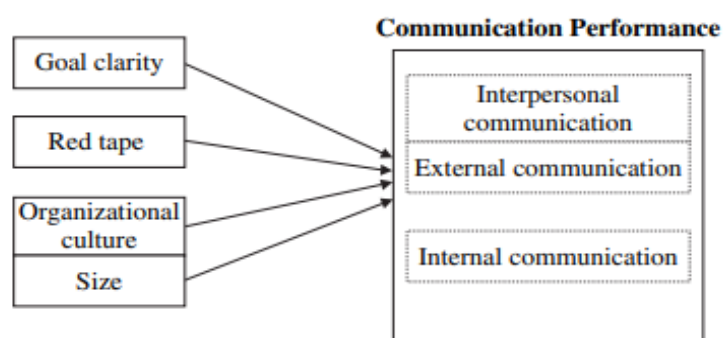 Communication Performance
Goal clarity
Red tape
Organizational
culture
Size
Interpersonal
communication
External communication
Internal communication